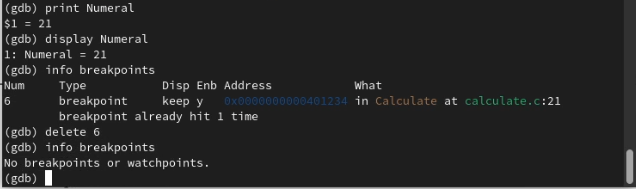 (gdb) print Numeral
$1 = 21
(gdb) display Numeral
1: Numeral = 21
(gdb) info breakpoints
Num     Type           Disp Enb Address            What
6       breakpoint     keep y   0x0000000000401234 in Calculate at calculate.c:21
        breakpoint already hit 1 time
(gdb) delete 6
(gdb) info breakpoints
No breakpoints or watchpoints.
(gdb)